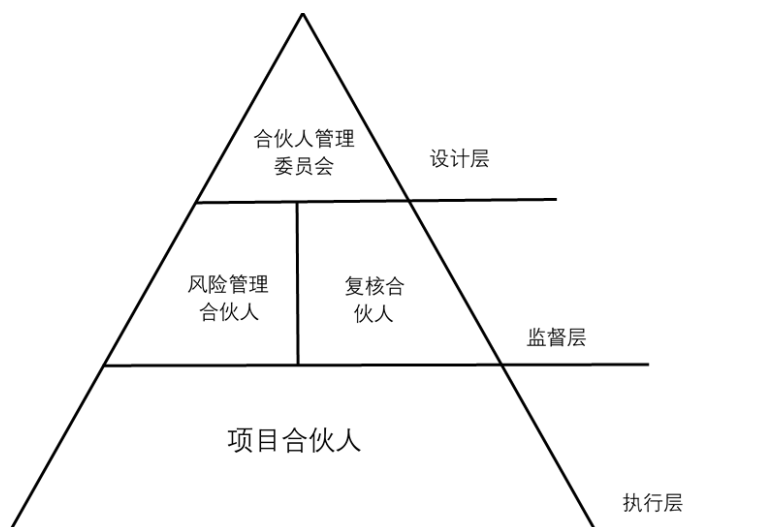 合伙人管理
委员会
设计层
风险管理
合伙人
复核合
伙人
监督层
项目合伙人
执行层